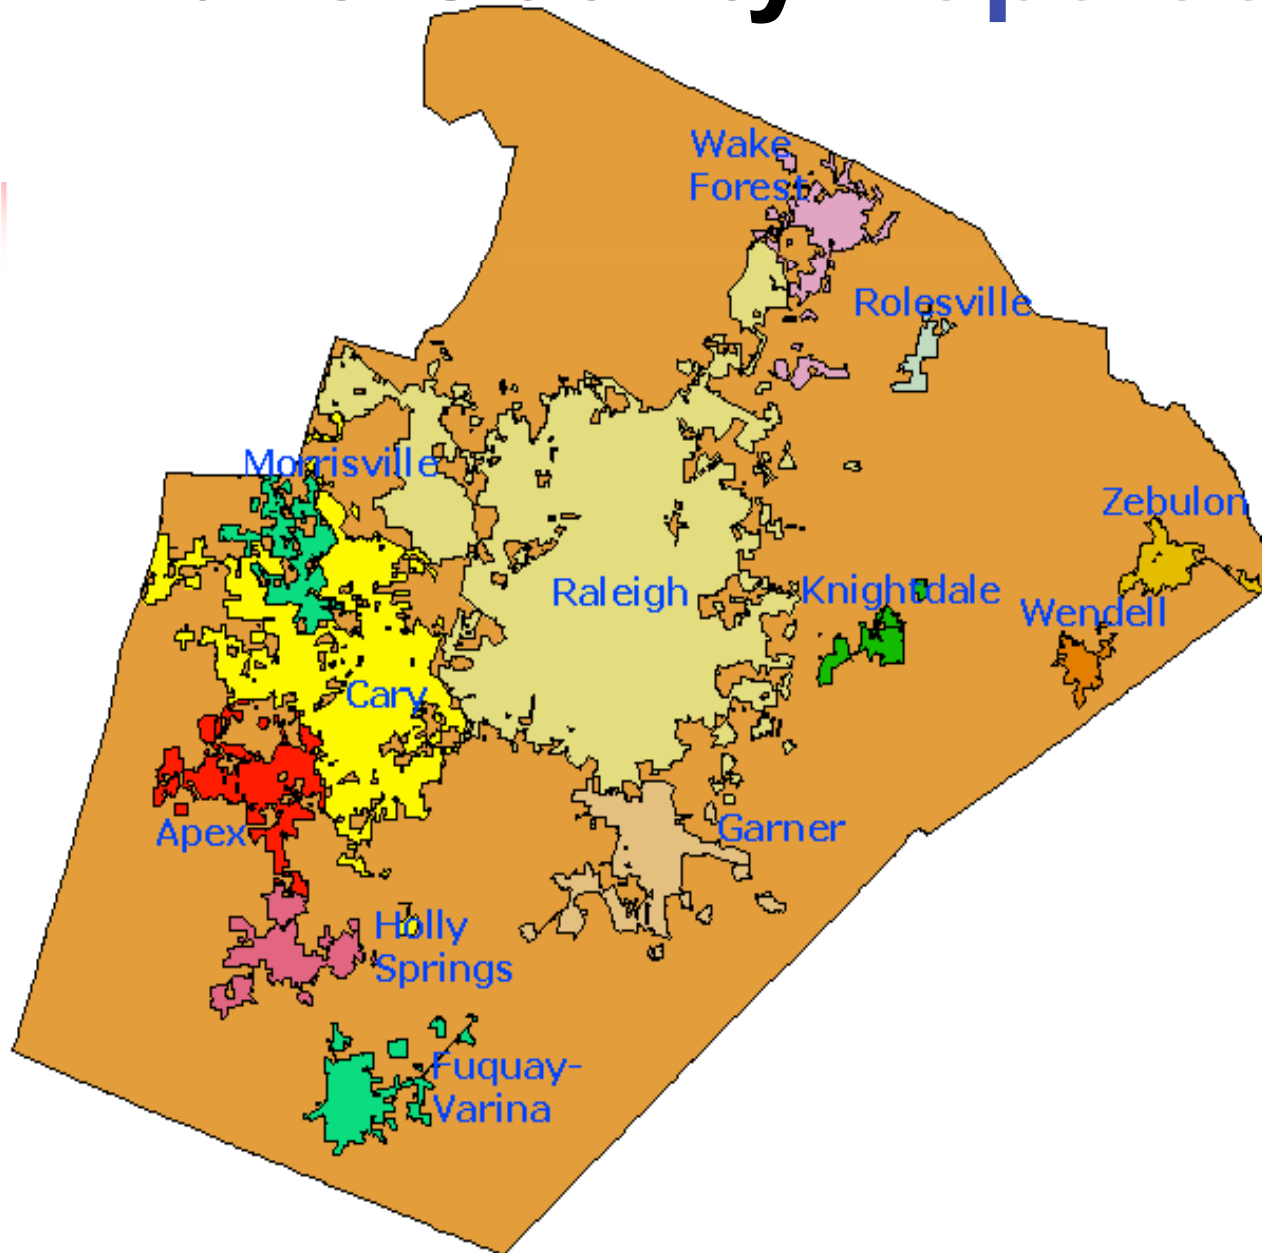 Wake
Forest
Rolesville
Morrisville
Zebulon
Raleigh
Knightdale
Wendell
Cary
Apex
Garner
Holly
Springs
Fuquay-
Varina